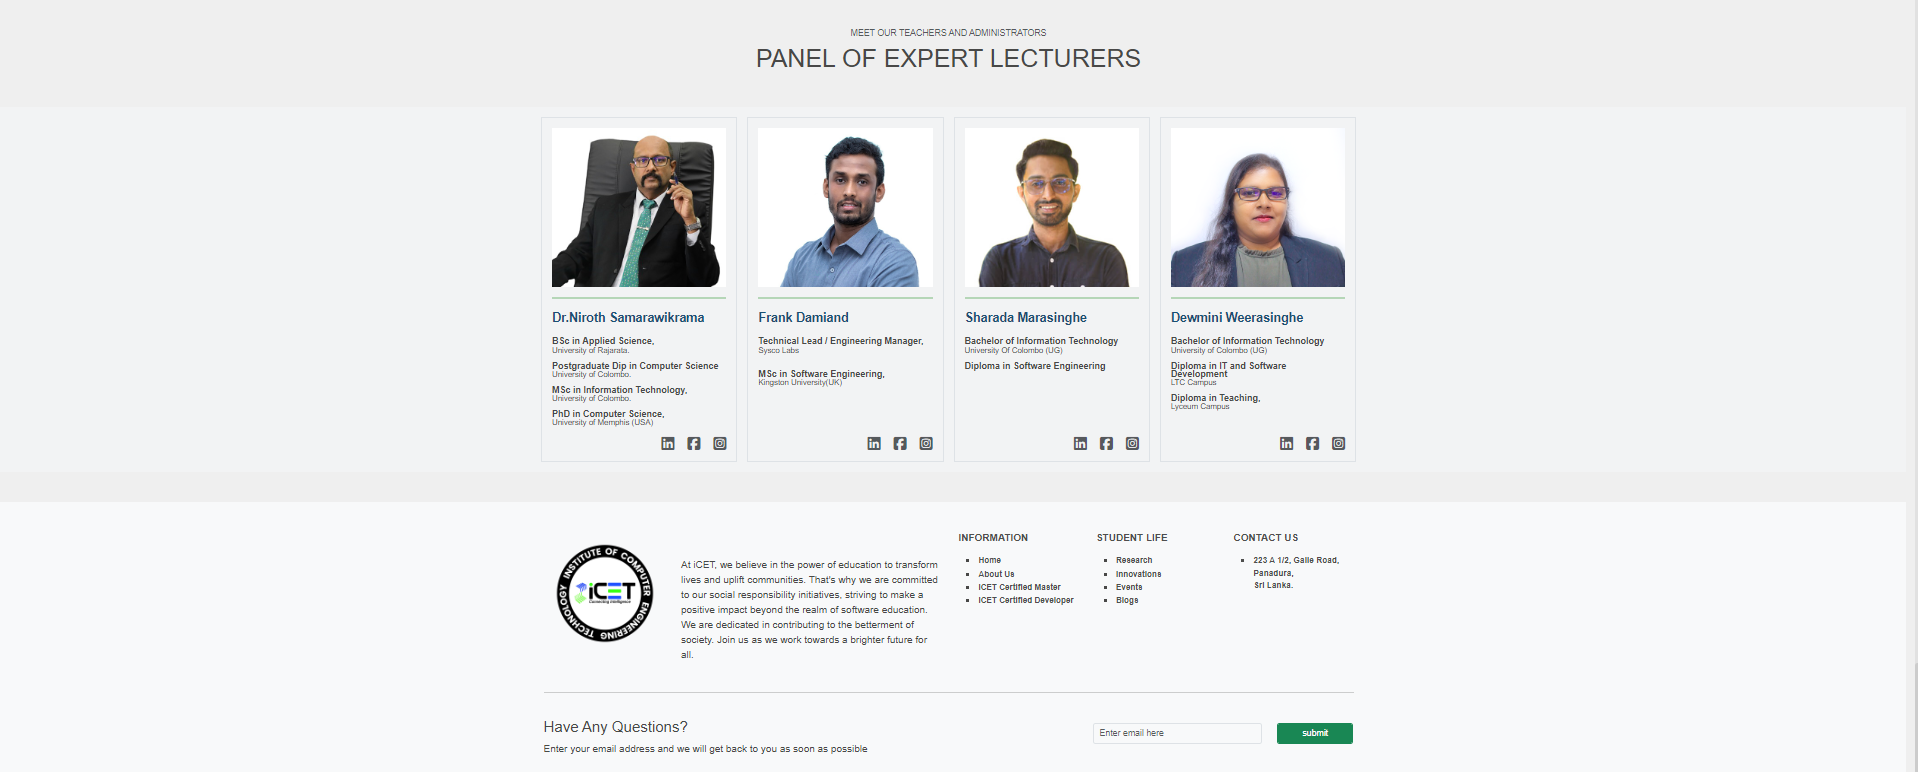 MEET OUR TEACHERS AND ADMINISTRATORS
PANEL OF EXPERT LECTURERS
Dr.Niroth Samarawikrama
BSc in Applied Science,
University of Rajarata.
Postgraduate Dip in Computer Science
University of Colombo.
MSc in Information Technology,
University of Colombo.
PhD in Computer Science,
University of Memphis (USA)
Frank Damiand
Technical Lead / Engineering Manager,
Sysco Labs
MSc in Software Engineering,
Kingston University(UK)
Sharada Marasinghe
Bachelor of Information Technology
University Of Colombo (UG)
Diploma in Software Engineering
Dewmini Weerasinghe
Bachelor of Information Technology
University of Colombo (UG)
Diploma in IT and Software
Development
LTC Campus
Diploma in Teaching,
Lyceum Campus
INSTITUTE OF COMPUTER ENGINEERING TECHNOLOGY
iCET
Connecting Intelligence
At iCET, we believe in the power of education to transform
lives and uplift communities. That's why we are committed
to our social responsibility initiatives, striving to make a
positive impact beyond the realm of software education.
We are dedicated in contributing to the betterment of
society. Join us as we work towards a brighter future for
all.
INFORMATION
Home
About Us
ICET Certified Master
ICET Certified Developer
STUDENT LIFE
Research
Innovations
Events
Blogs
CONTACT US
223 A 1/2, Galle Road,
Panadura,
Sri Lanka.
Have Any Questions?
Enter your email address and we will get back to you as soon as possible
Enter email here
submit